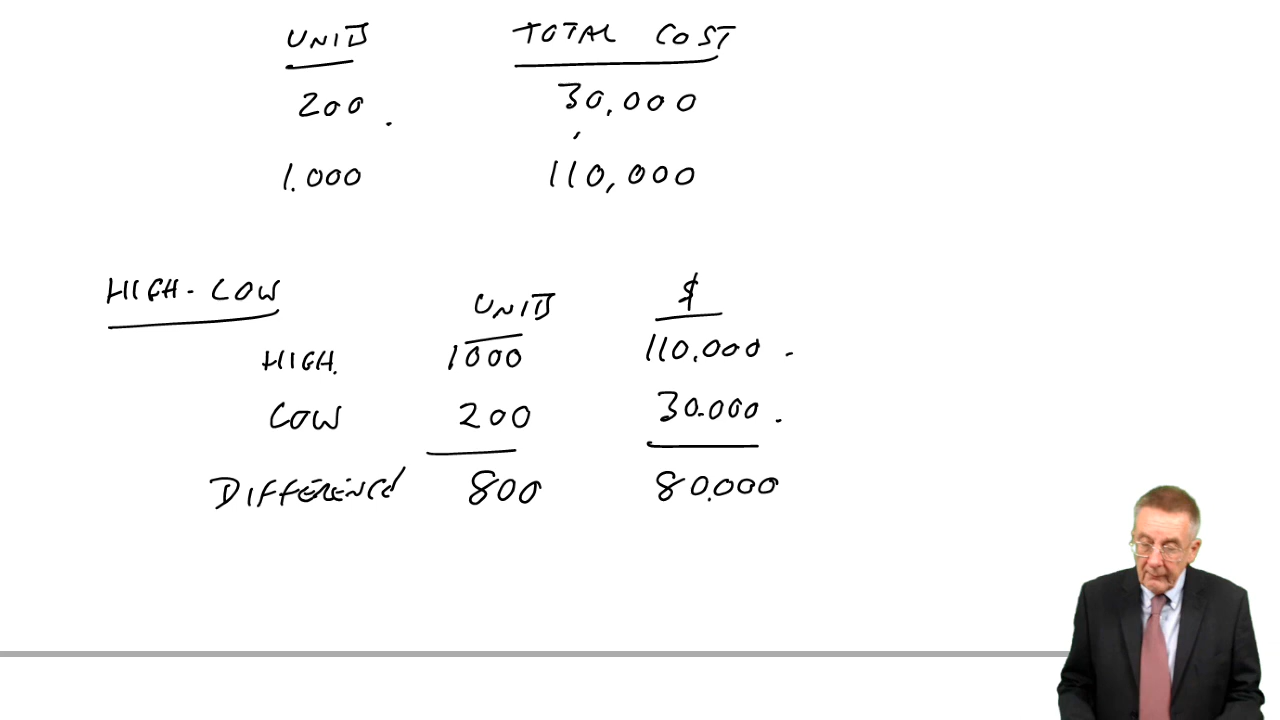 UNITS TOTAL COST
200 30,000
1.000 110,000
HIGH-LOW UNITS $
HIGH. 1000 110.000
LOW 200 30.000
DIFFERENCE 800 80.000